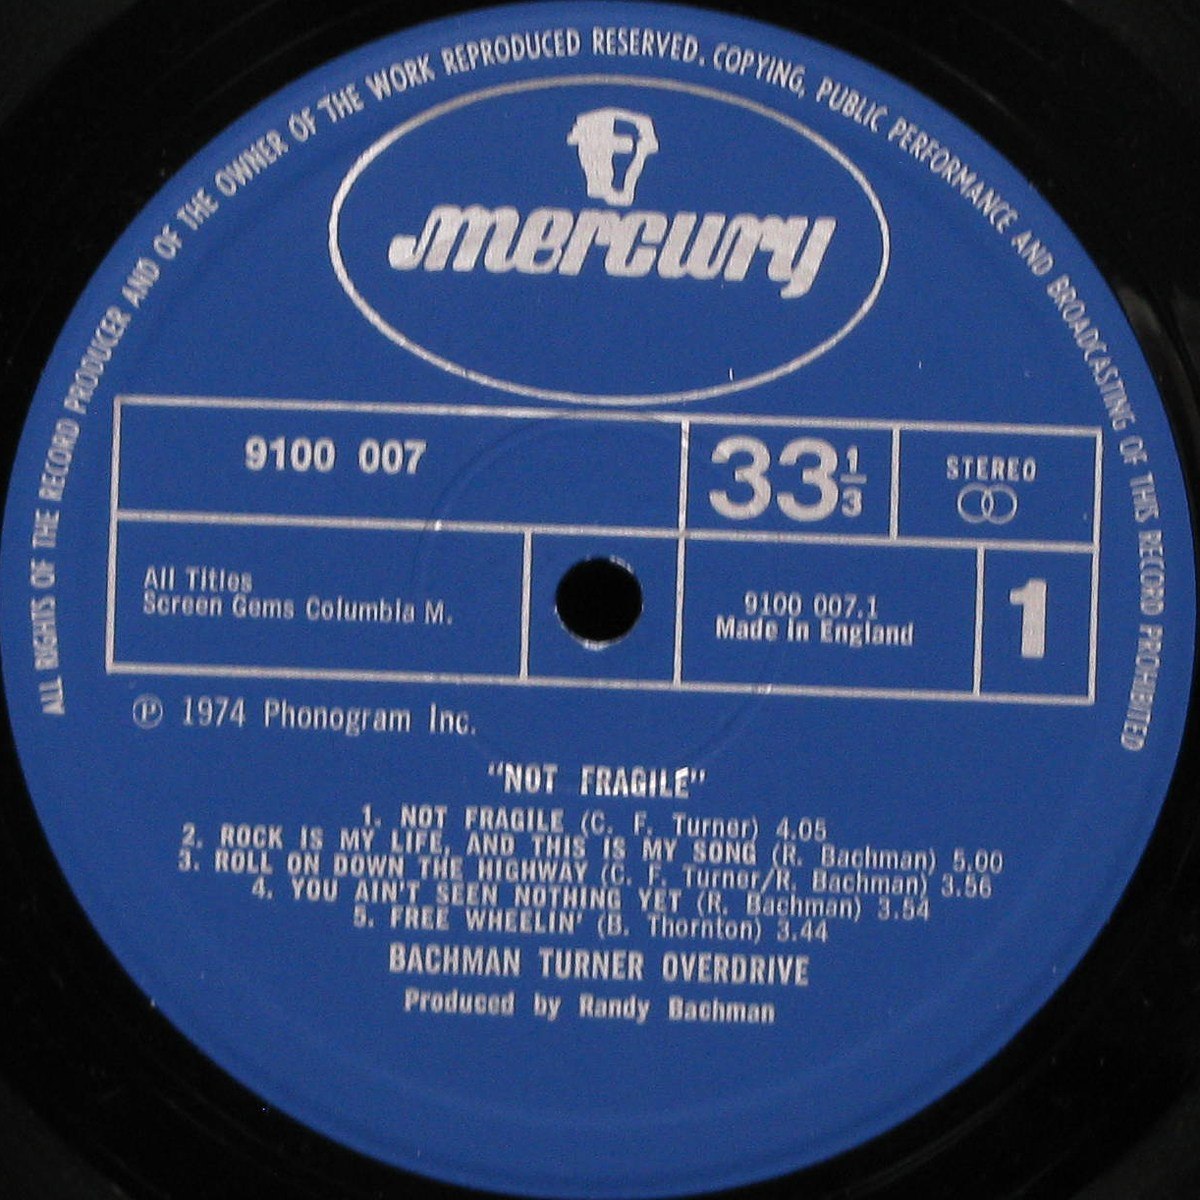 ALL RIGHTS OF THE RECORD PRODUCER AND OF THE OWNER OF THE WORK REPRODUCED RESERVED. COPYING, PUBLIC PERFORMANCE AND BROADCASTING OF THIS RECORD PROHIBITED
mercury
9100 007
33 1/3
STEREO
All Titles
Screen Gems Columbia M.
9100 007.1
Made in England
1
℗ 1974 Phonogram Inc.
"NOT FRAGILE"
1. NOT FRAGILE (C. F. Turner) 4.05
2. ROCK IS MY LIFE, AND THIS IS MY SONG (R. Bachman) 5.00
3. ROLL ON DOWN THE HIGHWAY (C. F. Turner/R. Bachman) 3.56
4. YOU AIN'T SEEN NOTHING YET (R. Bachman) 3.54
5. FREE WHEELIN' (B. Thornton) 3.44
BACHMAN TURNER OVERDRIVE
Produced by Randy Bachman